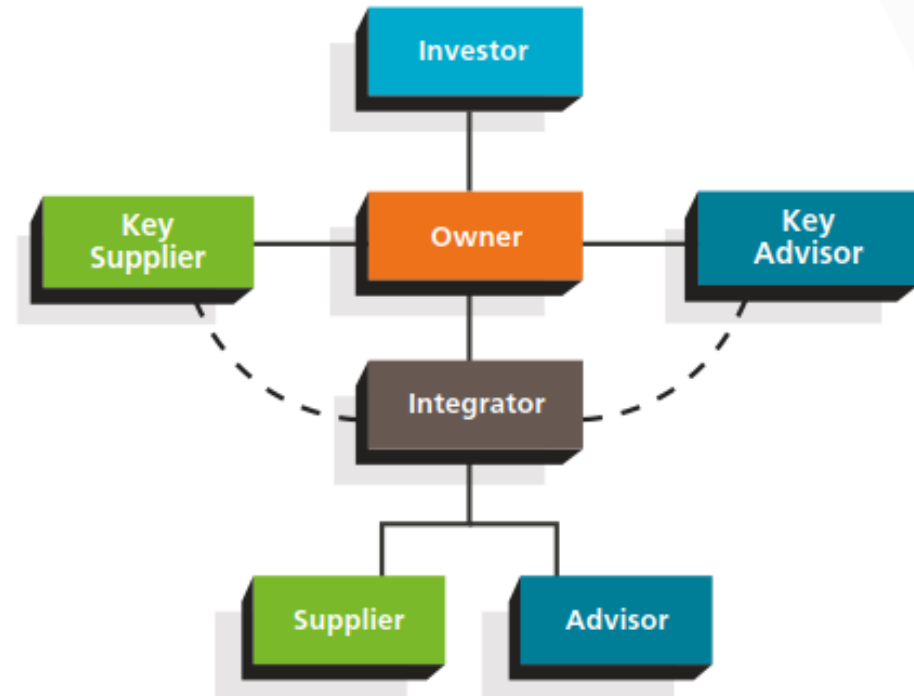 Investor
Key
Supplier
Owner
Key
Advisor
Integrator
Supplier
Advisor